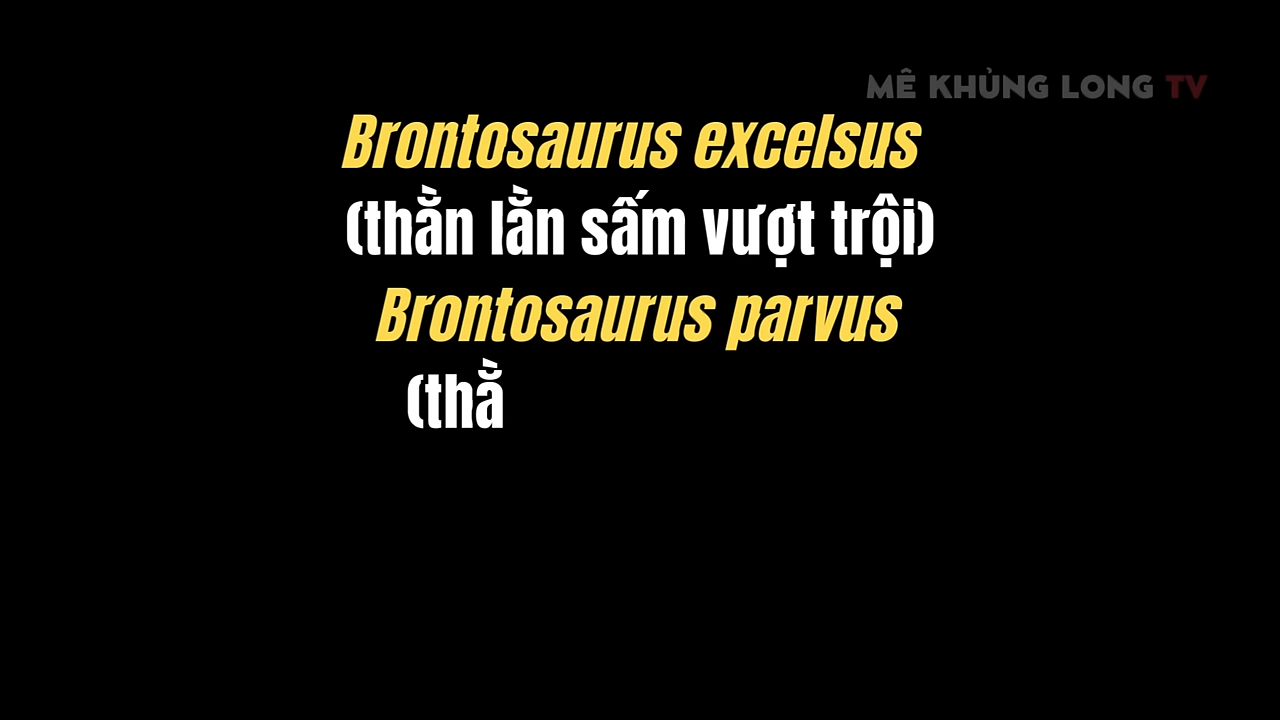 MÊ KHỦNG LONG TV
Brontosaurus excelsus
(thằn lằn sấm vượt trội)
Brontosaurus parvus
(thằ